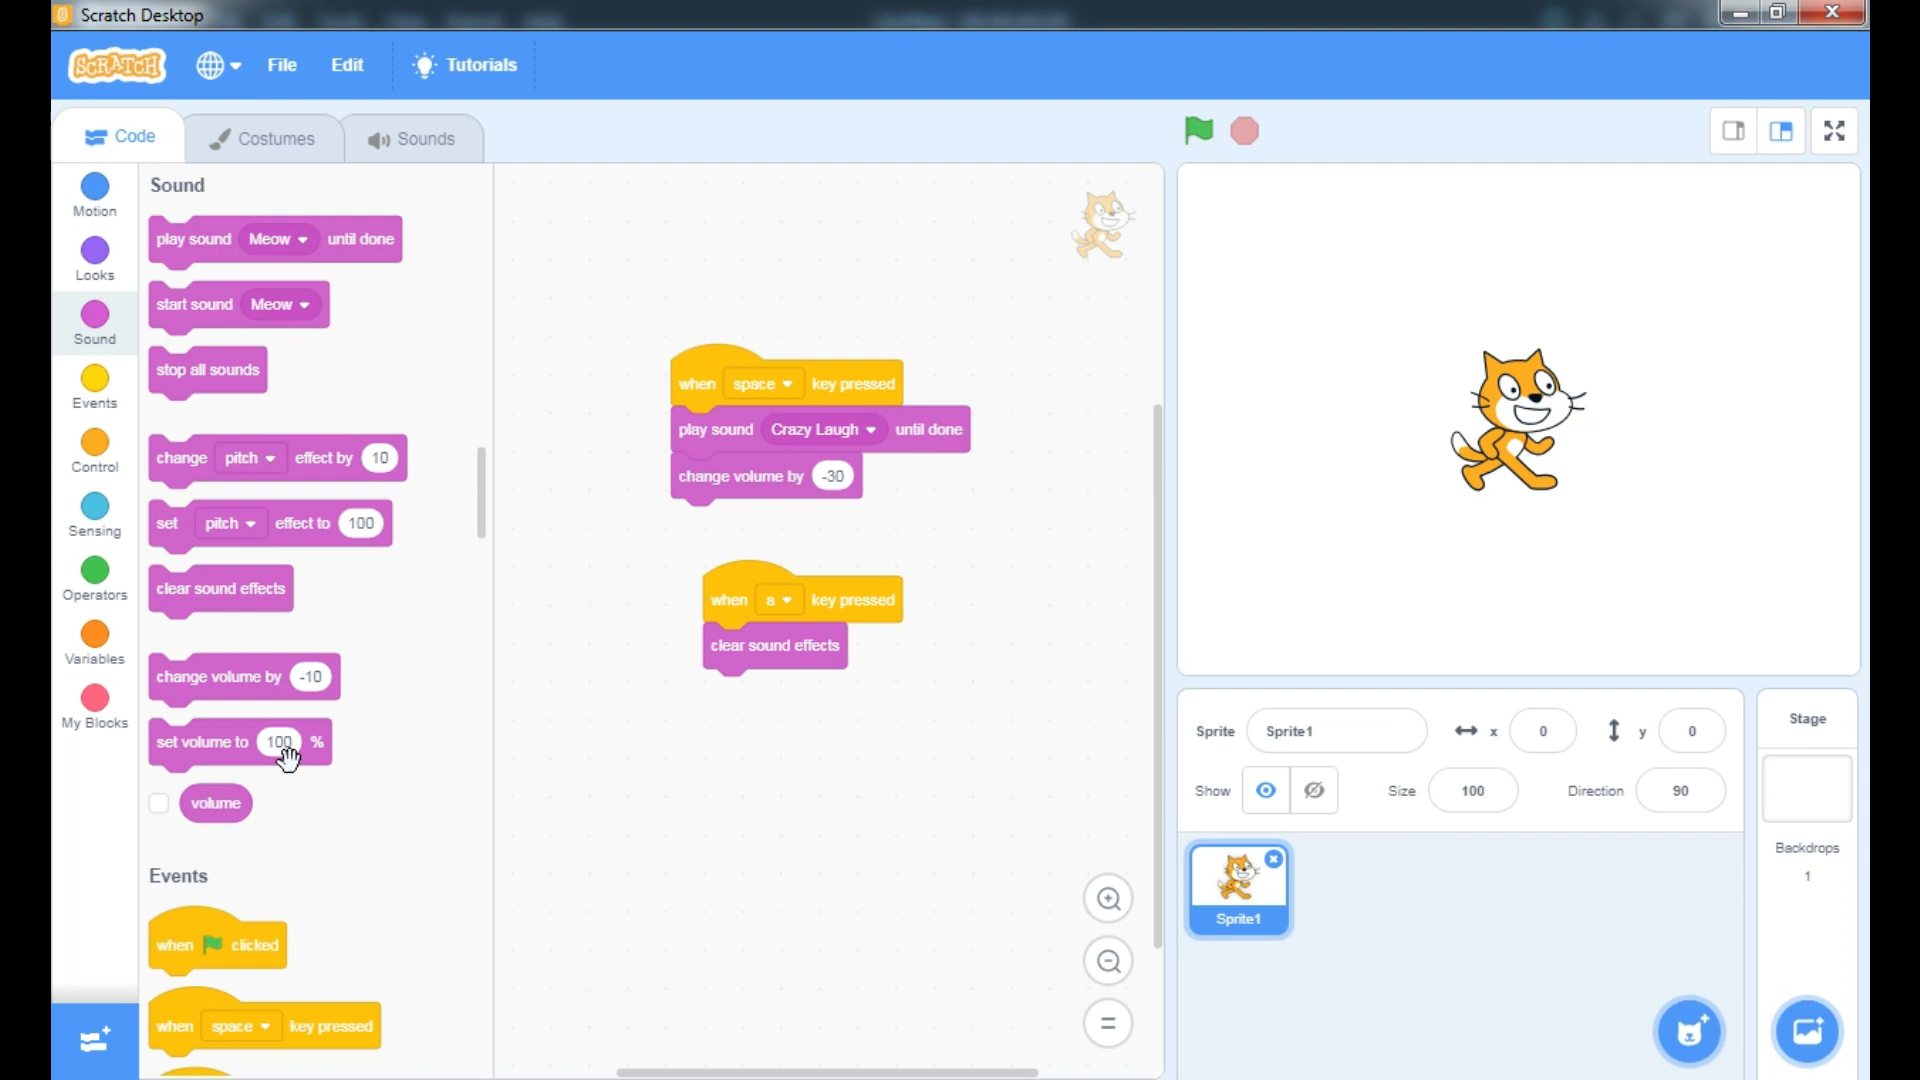 Scratch Desktop
SCRATCH File Edit Tutorials
Code Costumes Sounds
Motion
Looks
Sound
Events
Control
Sensing
Operators
Variables
My Blocks
Sound
play sound Meow until done
start sound Meow
stop all sounds
change pitch effect by 10
set pitch effect to 100
clear sound effects
change volume by -10
set volume to 100 %
volume
Events
when clicked
when space key pressed
when space key pressed
play sound Crazy Laugh until done
change volume by -30
when a key pressed
clear sound effects
Sprite Sprite1 x 0 y 0
Show Size 100 Direction 90
Sprite1
Stage
Backdrops
1